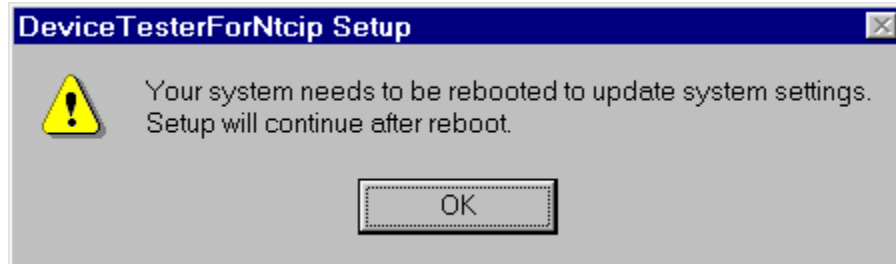 DeviceTesterForNtcip Setup
Your system needs to be rebooted to update system settings.
Setup will continue after reboot.
OK